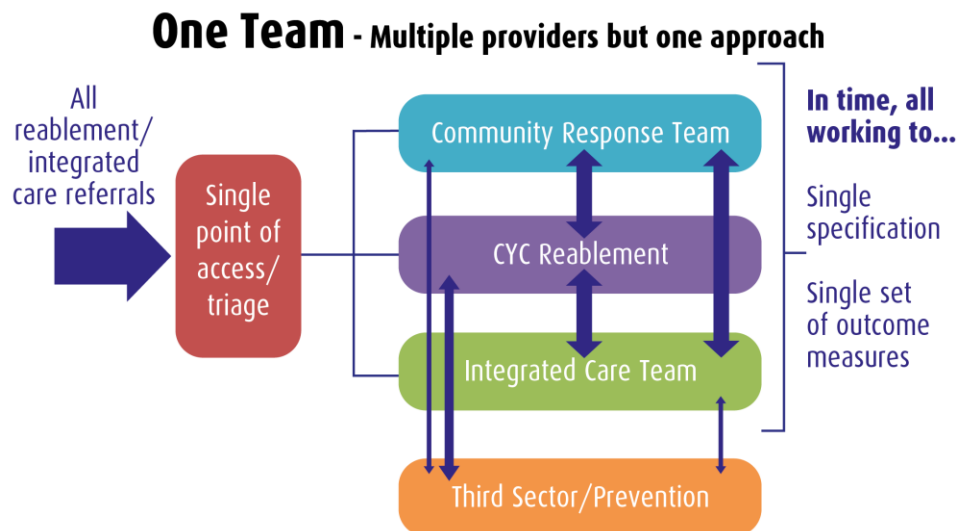 One Team - Multiple providers but one approach
All
reablement/
integrated
care referrals
Single
point of
access/
triage
Community Response Team
CYC Reablement
Integrated Care Team
Third Sector/Prevention
In time, all
working to...
Single
specification
Single set
of outcome
measures